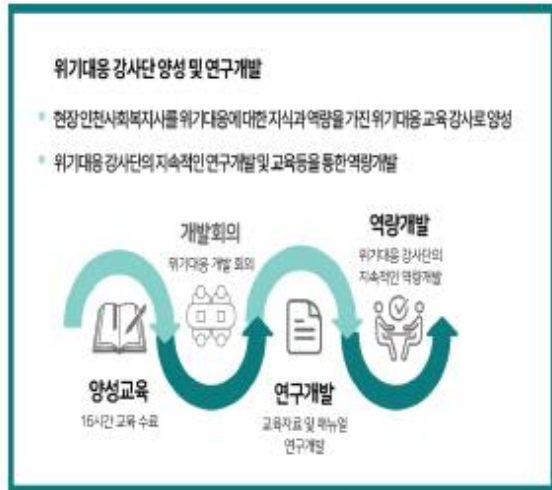 위기대응 강사단 양성 및 연구개발
현장 인천사회복지사를 위기대응에 대한 지식과 역량을 가진 위기대응 교육 강사로 양성
위기대응 강사단의 지속적인 연구개발 및 교육등을 통한 역량개발
개발회의
위기대응 개발 회의
역량개발
위기대응 강사단의
지속적인 역량개발
양성교육
16시간 교육 수료
연구개발
교육자료 및 매뉴얼
연구개발